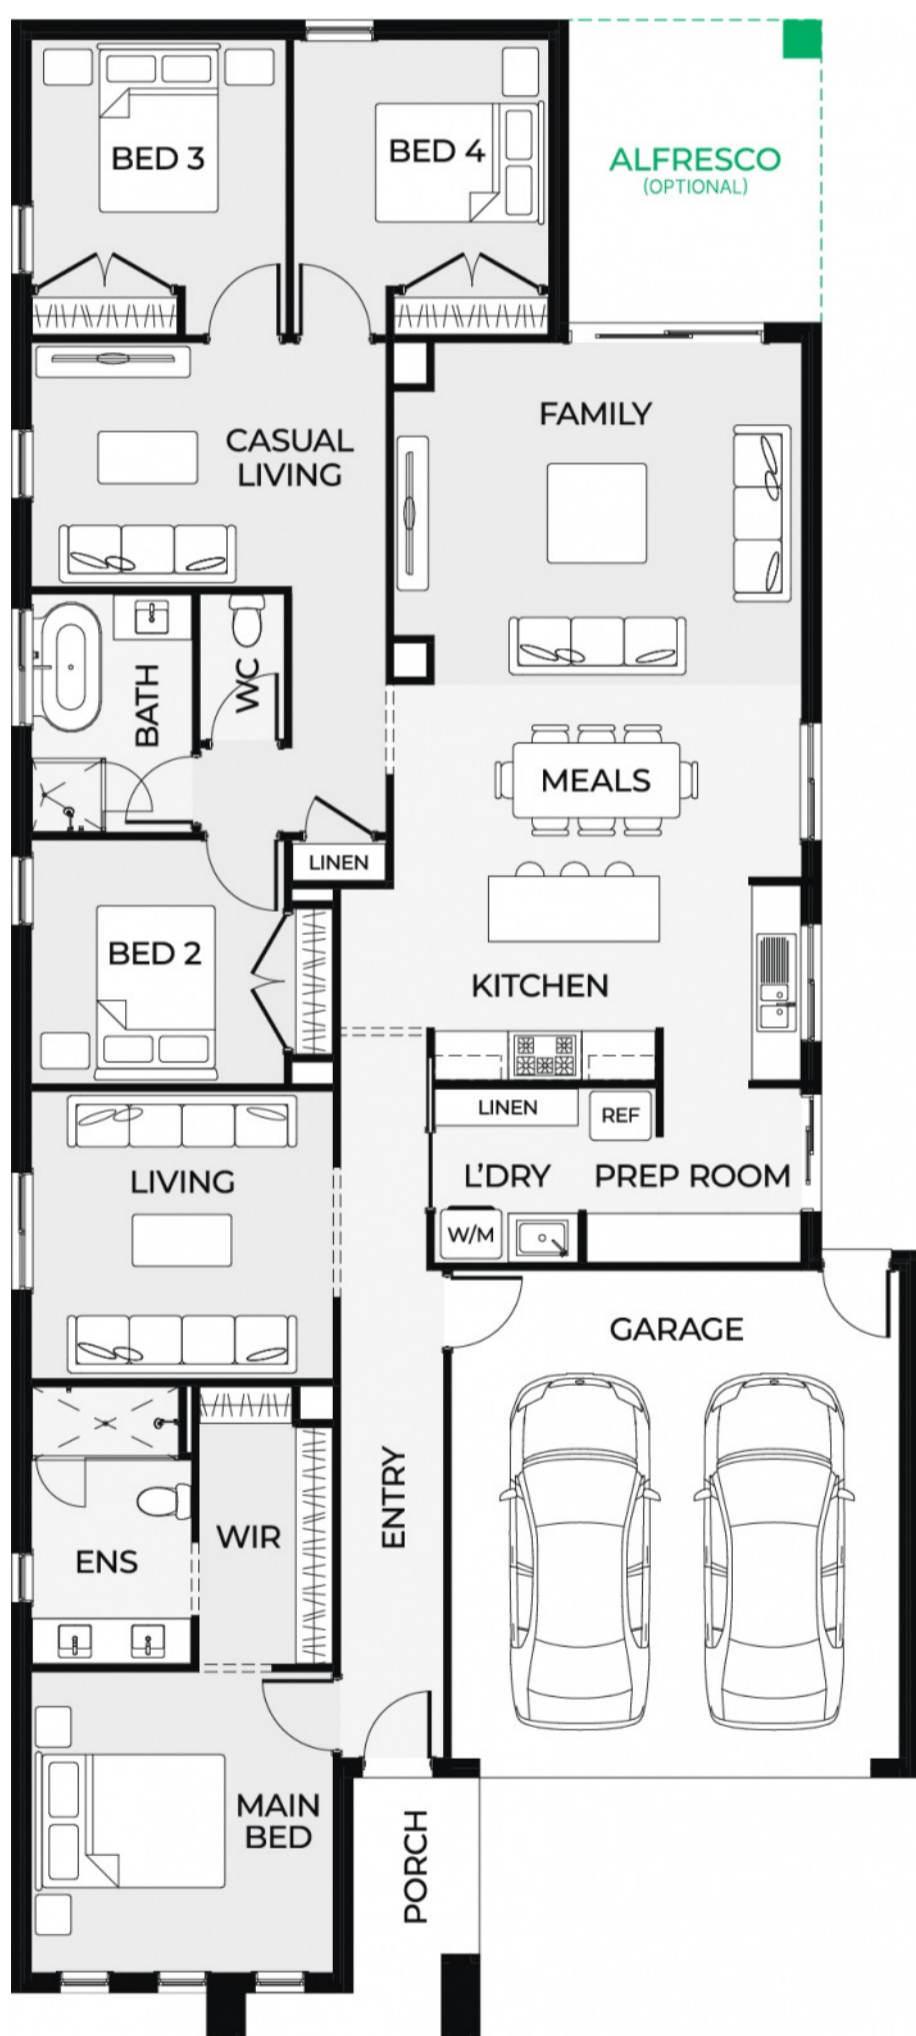 BED 3
BED 4
ALFRESCO
(OPTIONAL)
CASUAL
LIVING
FAMILY
BATH
WC
MEALS
LINEN
BED 2
KITCHEN
LINEN
REF
LIVING
L'DRY
PREP ROOM
W/M
GARAGE
ENTRY
WIR
ENS
MAIN
BED
PORCH